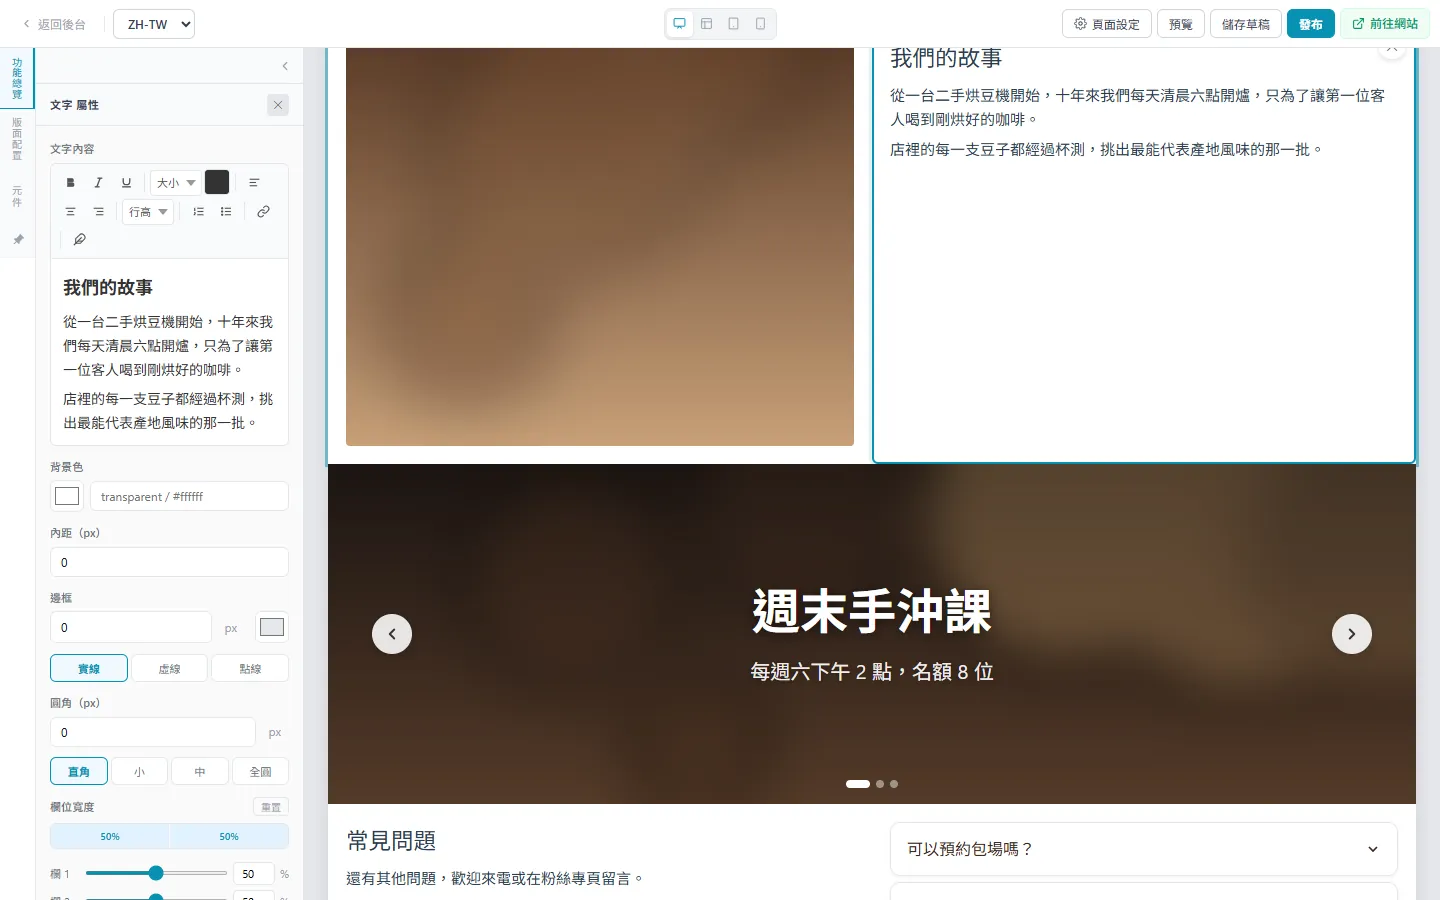 返回後台
ZH-TW
頁面設定
預覽
儲存草稿
發布
前往網站
功能總覽
版面配置
元件
文字 屬性
文字內容
B I U 大小
行高
我們的故事
從一台二手烘豆機開始，十年來我
們每天清晨六點開爐，只為了讓第
一位客人喝到剛烘好的咖啡。
店裡的每一支豆子都經過杯測，挑
出最能代表產地風味的那一批。
背景色
transparent / #ffffff
內距（px）
0
邊框
0 px
實線 虛線 點線
圓角（px）
0 px
直角 小 中 全圓
欄位寬度 重置
50% 50%
欄 1 50 %
我們的故事
從一台二手烘豆機開始，十年來我們每天清晨六點開爐，只為了讓第一位客
人喝到剛烘好的咖啡。
店裡的每一支豆子都經過杯測，挑出最能代表產地風味的那一批。
週末手沖課
每週六下午 2 點，名額 8 位
常見問題
還有其他問題，歡迎來電或在粉絲專頁留言。
可以預約包場嗎？